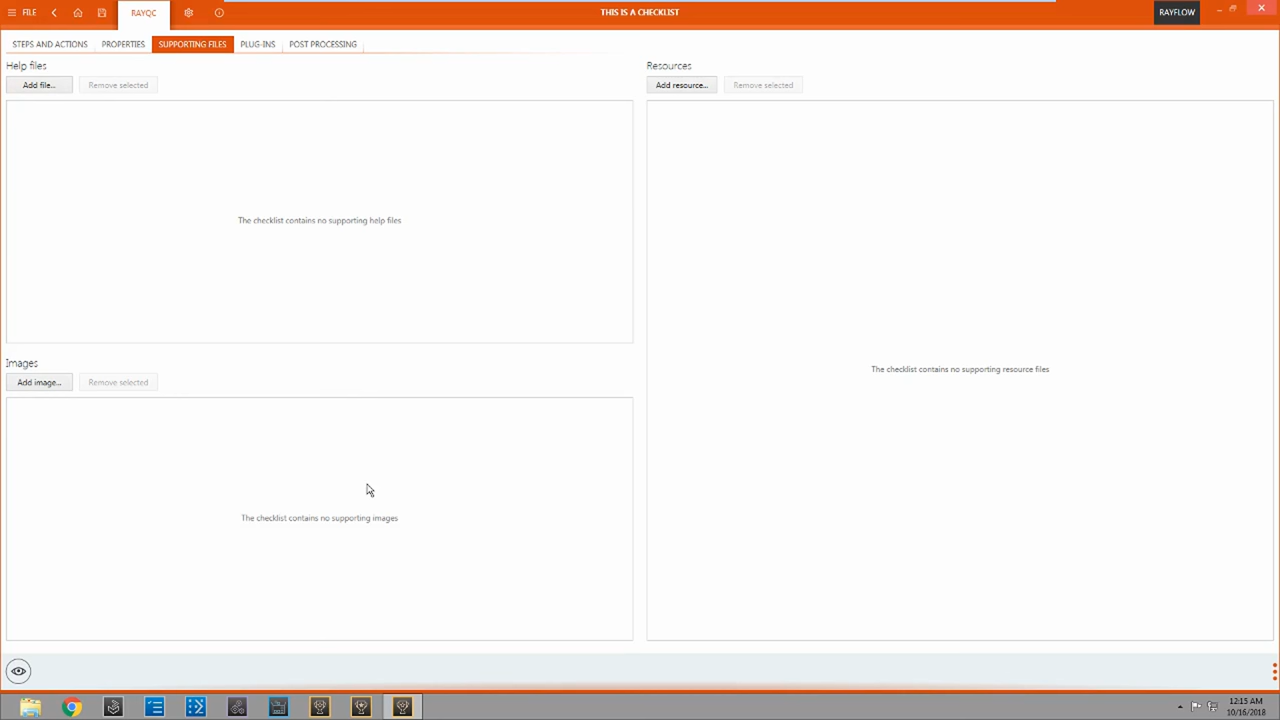 FILE
RAYQC
THIS IS A CHECKLIST
RAYFLOW
STEPS AND ACTIONS
PROPERTIES
SUPPORTING FILES
PLUG-INS
POST PROCESSING
Help files
Add file...
Remove selected
The checklist contains no supporting help files
Images
Add image...
Remove selected
The checklist contains no supporting images
Resources
Add resource...
Remove selected
The checklist contains no supporting resource files
12:15 AM
10/16/2018